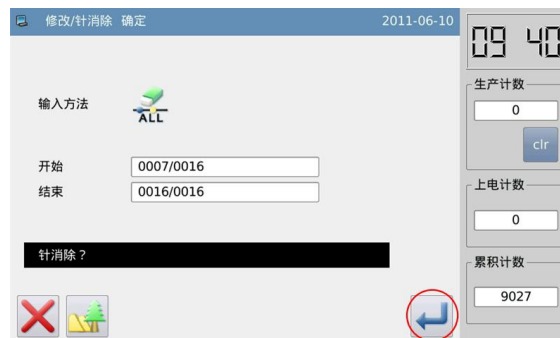 修改/针消除 确定
2011-06-10
09 40
输入方法
ALL
开始
0007/0016
结束
0016/0016
针消除？
生产计数
0
clr
上电计数
0
累积计数
9027